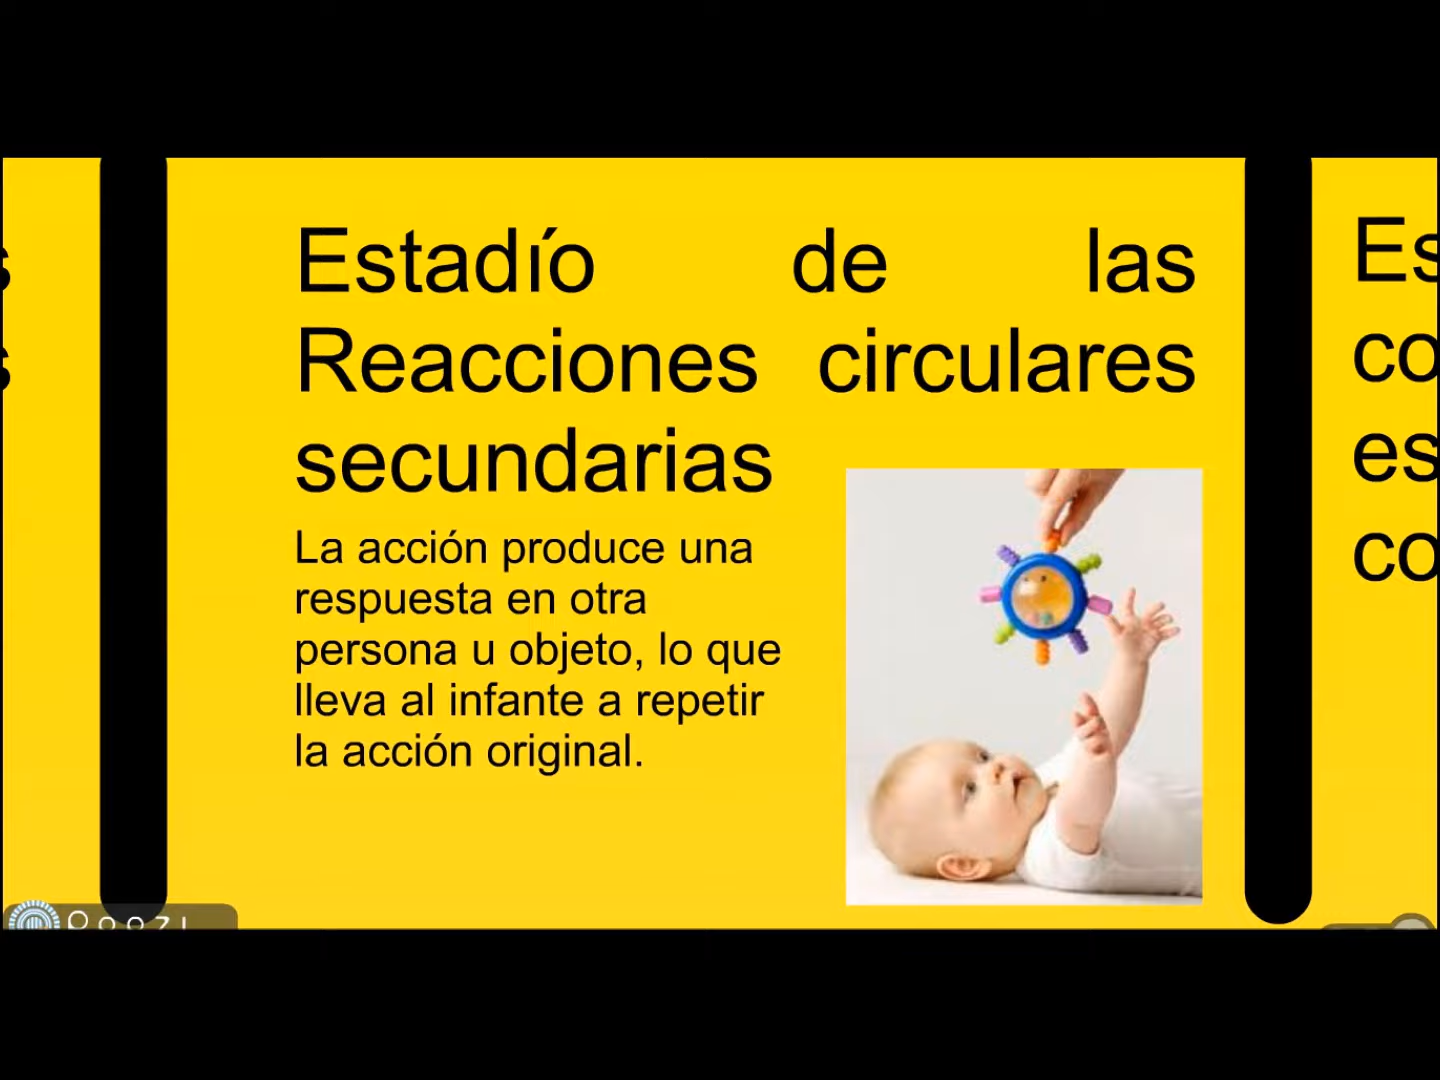 Estadío de las
Reacciones circulares
secundarias
La acción produce una
respuesta en otra
persona u objeto, lo que
lleva al infante a repetir
la acción original.
Es
co
es
co